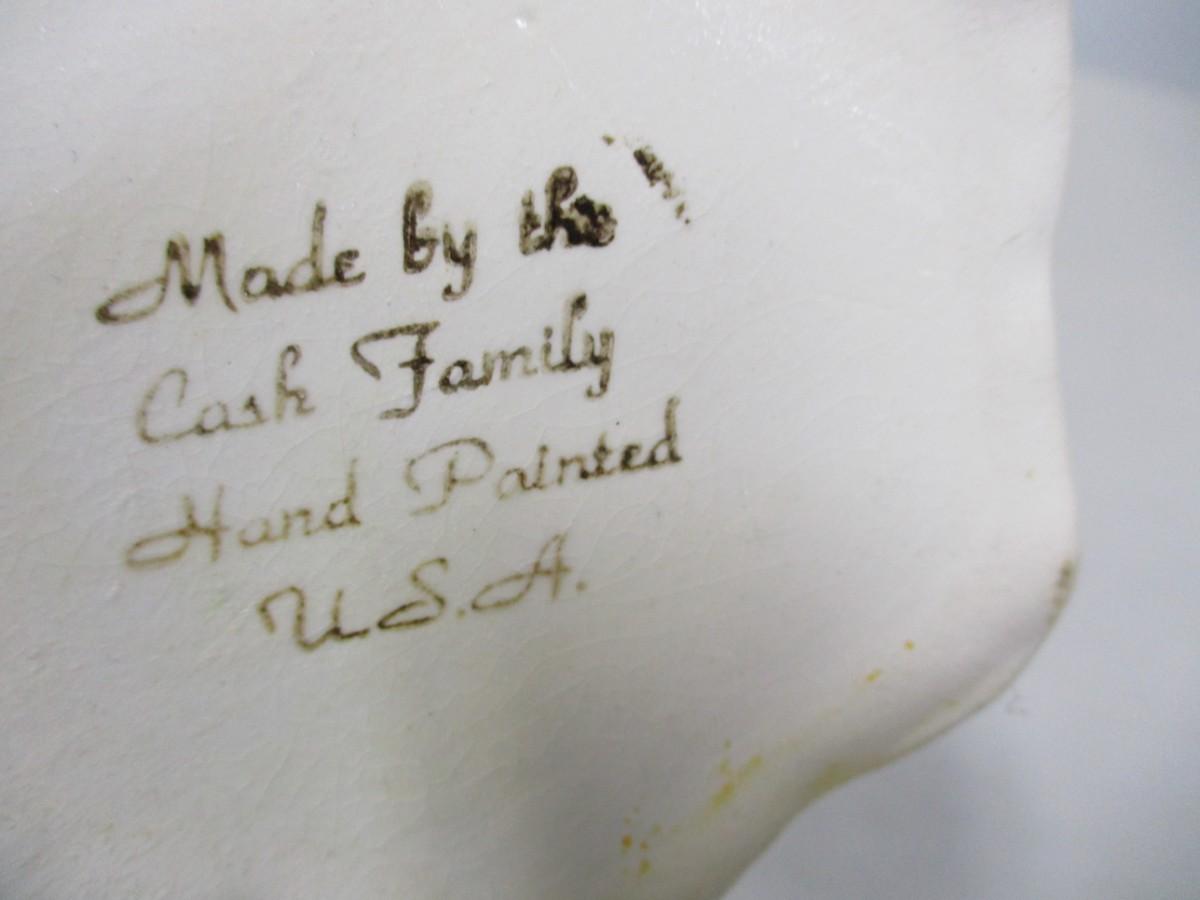 Made by the
Cash Family
Hand Painted
U.S.A.